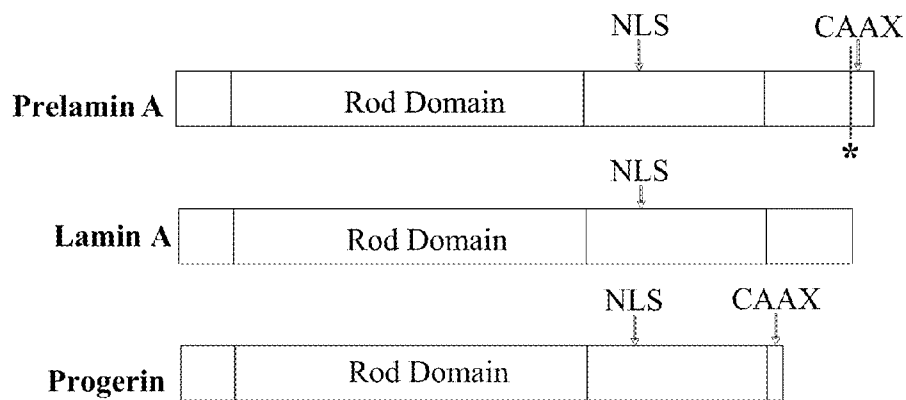 NLS CAAX
Prelamin A Rod Domain
*
NLS
Lamin A Rod Domain
NLS CAAX
Progerin Rod Domain